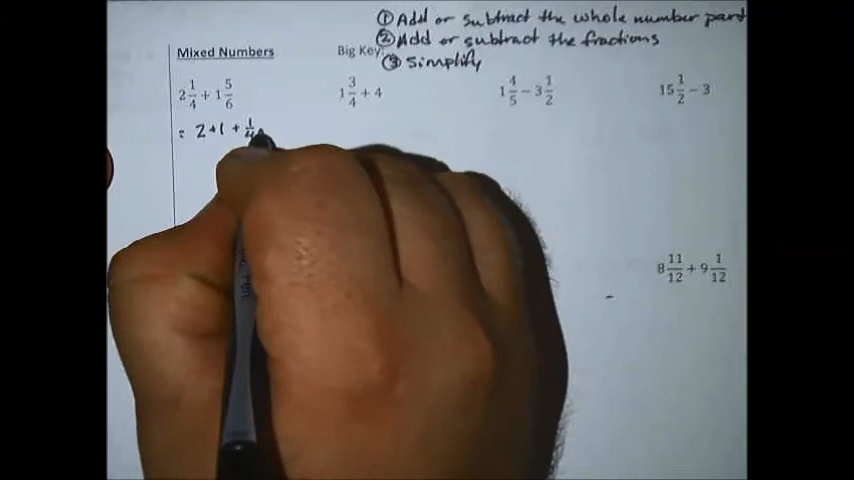 ① Add or subtract the whole number part
Mixed Numbers Big Key: ② Add or subtract the fractions
③ Simplify
2 1/4 + 1 5/6 1 3/4 + 4 1 4/5 − 3 1/2 15 1/2 − 3
= 2+1 + 1/4
8 11/12 + 9 1/12